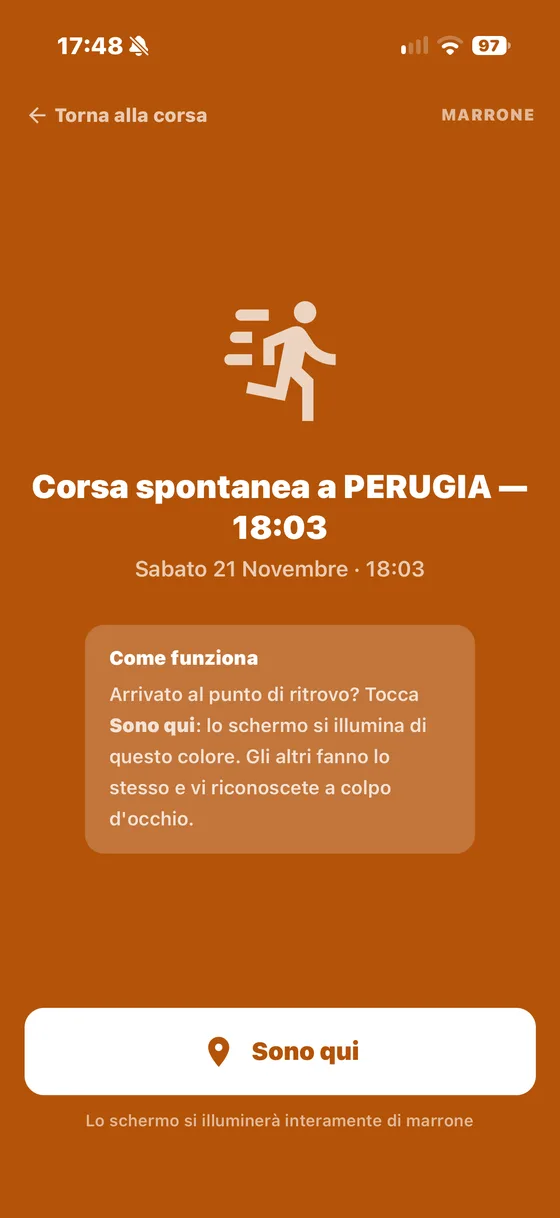 17:48
97
Torna alla corsa
MARRONE
Corsa spontanea a PERUGIA —
18:03
Sabato 21 Novembre · 18:03
Come funziona
Arrivato al punto di ritrovo? Tocca
Sono qui: lo schermo si illumina di
questo colore. Gli altri fanno lo
stesso e vi riconoscete a colpo
d'occhio.
Sono qui
Lo schermo si illuminerà interamente di marrone